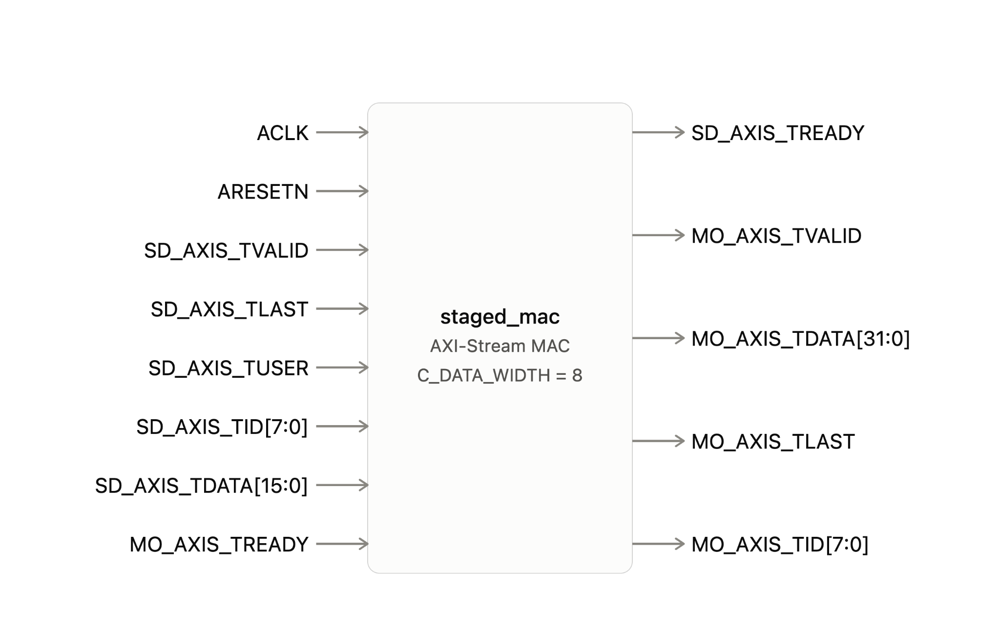 ACLK
ARESETN
SD_AXIS_TVALID
SD_AXIS_TLAST
SD_AXIS_TUSER
SD_AXIS_TID[7:0]
SD_AXIS_TDATA[15:0]
MO_AXIS_TREADY
staged_mac
AXI-Stream MAC
C_DATA_WIDTH = 8
SD_AXIS_TREADY
MO_AXIS_TVALID
MO_AXIS_TDATA[31:0]
MO_AXIS_TLAST
MO_AXIS_TID[7:0]